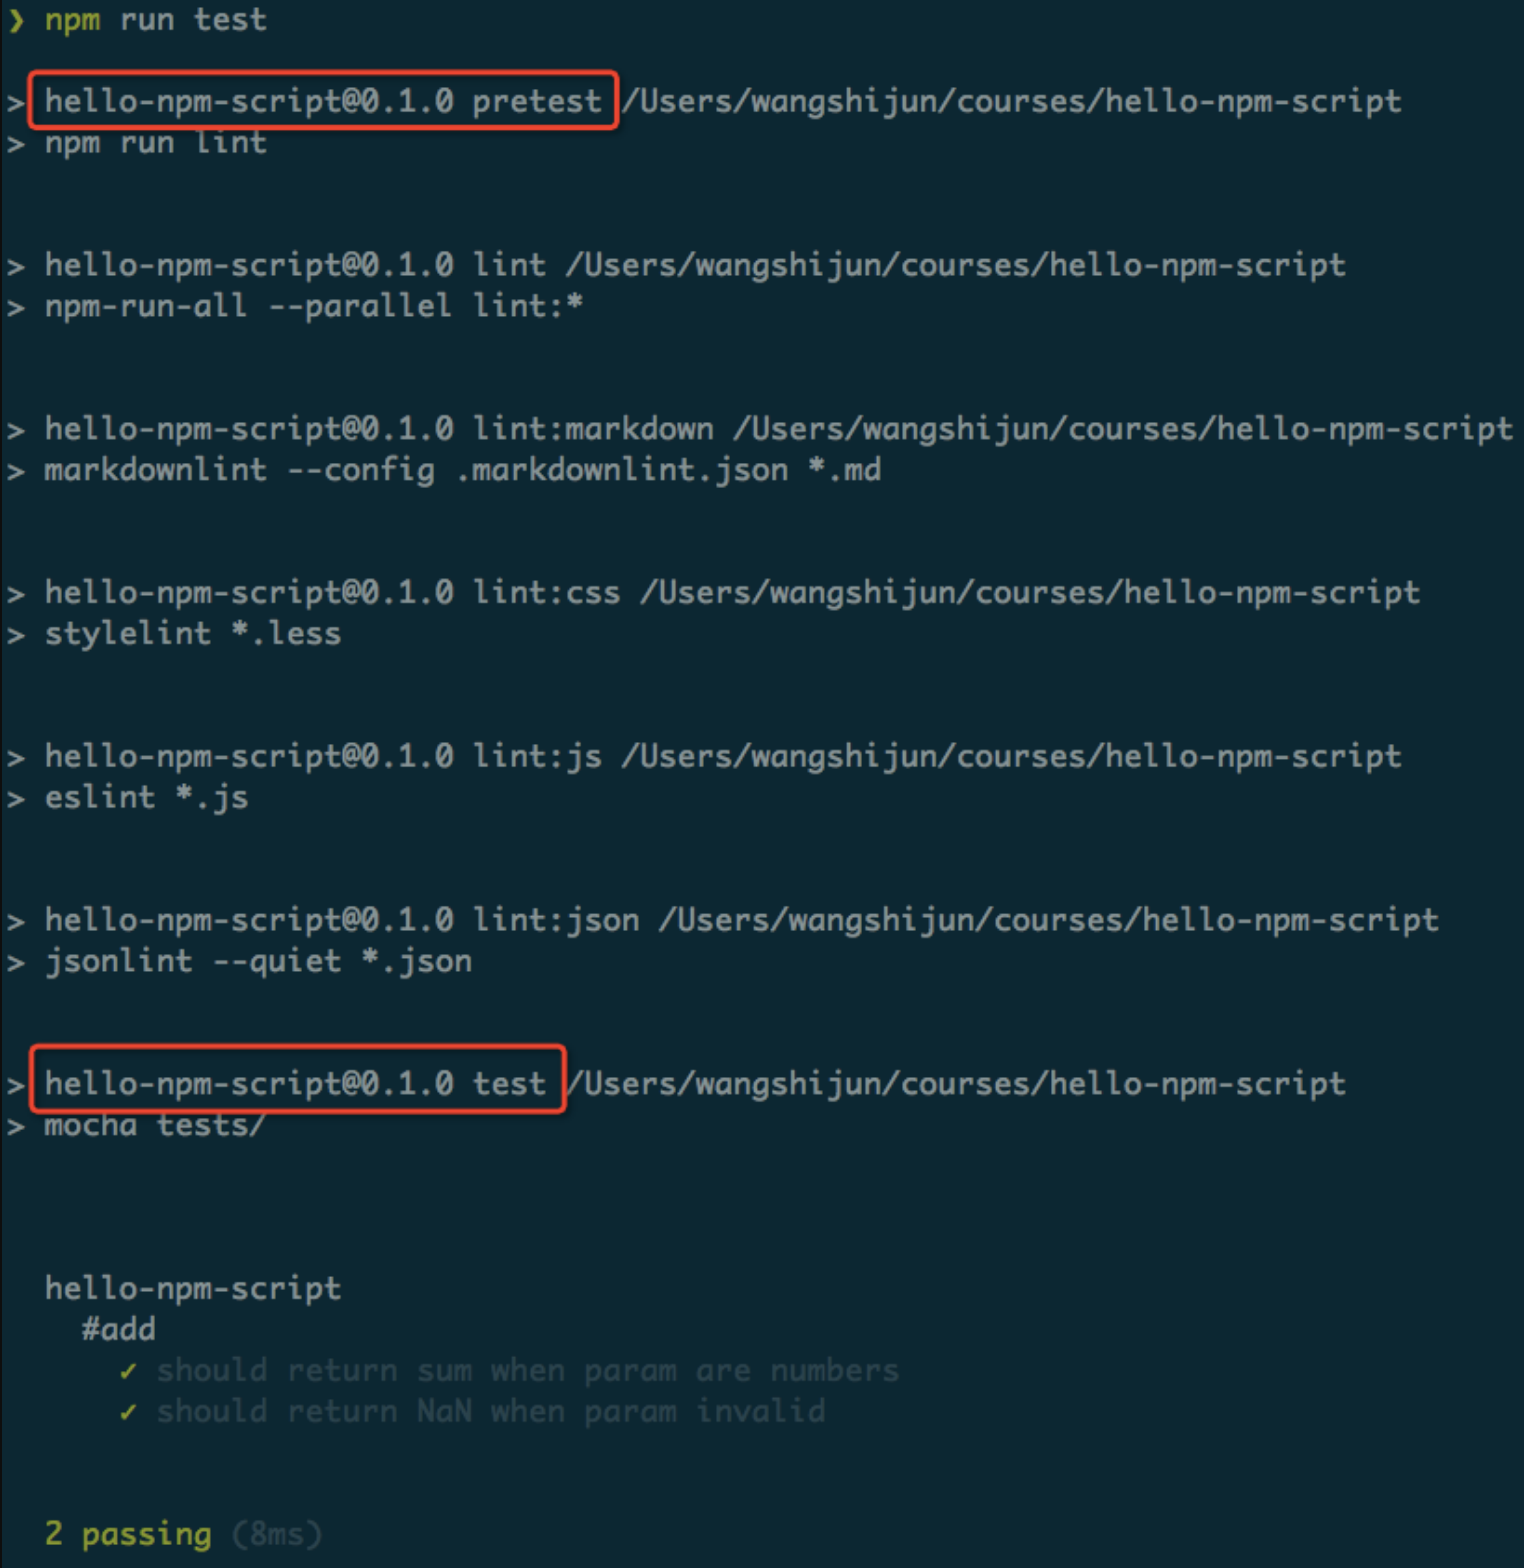 ❯ npm run test
> hello-npm-script@0.1.0 pretest /Users/wangshijun/courses/hello-npm-script
> npm run lint
> hello-npm-script@0.1.0 lint /Users/wangshijun/courses/hello-npm-script
> npm-run-all --parallel lint:*
> hello-npm-script@0.1.0 lint:markdown /Users/wangshijun/courses/hello-npm-script
> markdownlint --config .markdownlint.json *.md
> hello-npm-script@0.1.0 lint:css /Users/wangshijun/courses/hello-npm-script
> stylelint *.less
> hello-npm-script@0.1.0 lint:js /Users/wangshijun/courses/hello-npm-script
> eslint *.js
> hello-npm-script@0.1.0 lint:json /Users/wangshijun/courses/hello-npm-script
> jsonlint --quiet *.json
> hello-npm-script@0.1.0 test /Users/wangshijun/courses/hello-npm-script
> mocha tests/
hello-npm-script
#add
✓ should return sum when param are numbers
✓ should return NaN when param invalid
2 passing (8ms)